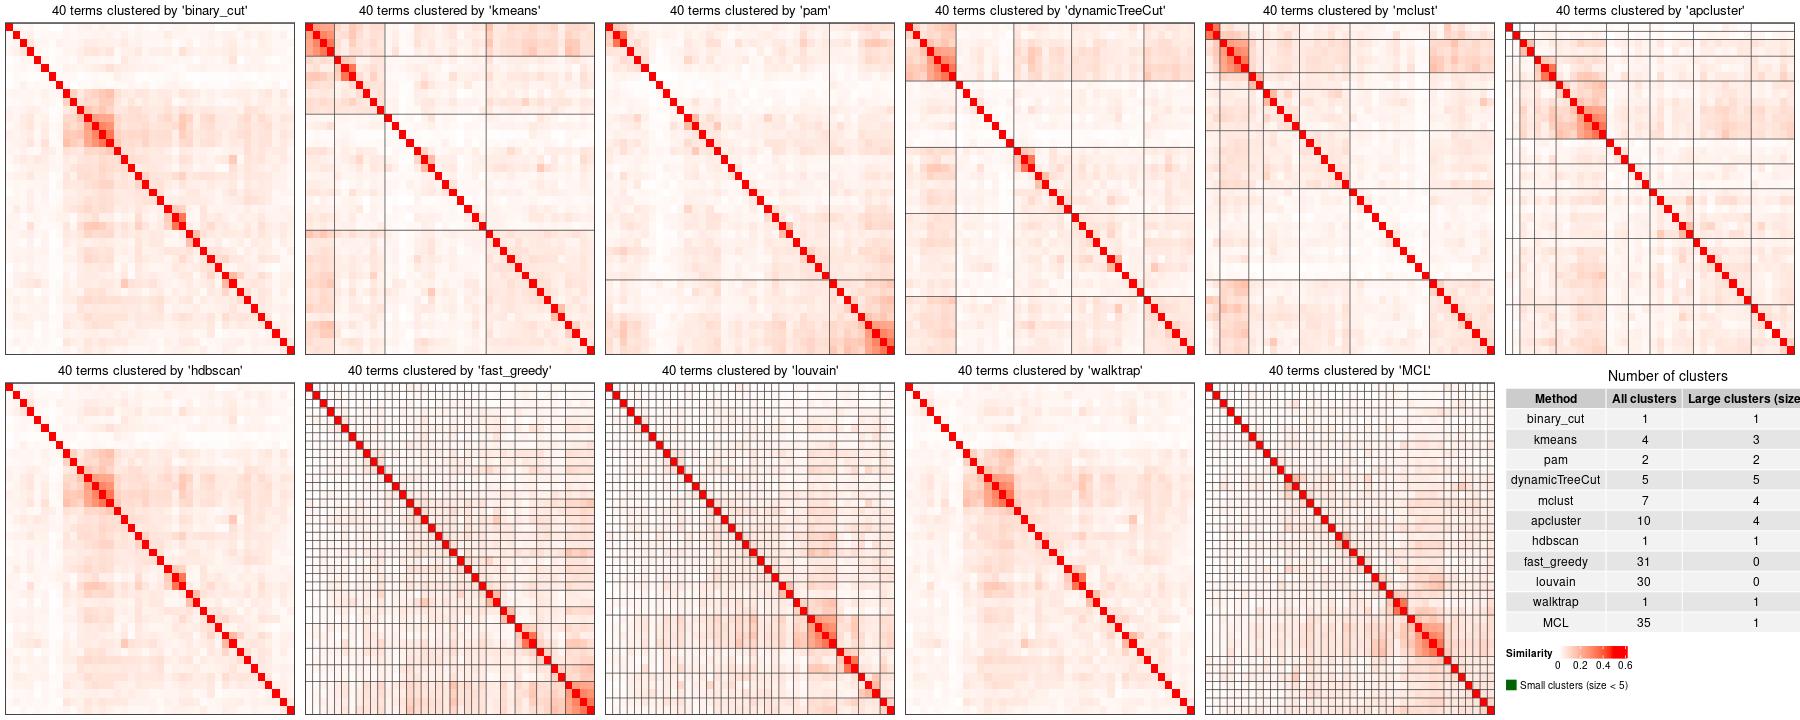 40 terms clustered by 'binary_cut'
40 terms clustered by 'kmeans'
40 terms clustered by 'pam'
40 terms clustered by 'dynamicTreeCut'
40 terms clustered by 'mclust'
40 terms clustered by 'apcluster'
40 terms clustered by 'hdbscan'
40 terms clustered by 'fast_greedy'
40 terms clustered by 'louvain'
40 terms clustered by 'walktrap'
40 terms clustered by 'MCL'
Number of clusters
Method All clusters Large clusters (size
binary_cut 1 1
kmeans 4 3
pam 2 2
dynamicTreeCut 5 5
mclust 7 4
apcluster 10 4
hdbscan 1 1
fast_greedy 31 0
louvain 30 0
walktrap 1 1
MCL 35 1
Similarity
0 0.2 0.4 0.6
Small clusters (size < 5)